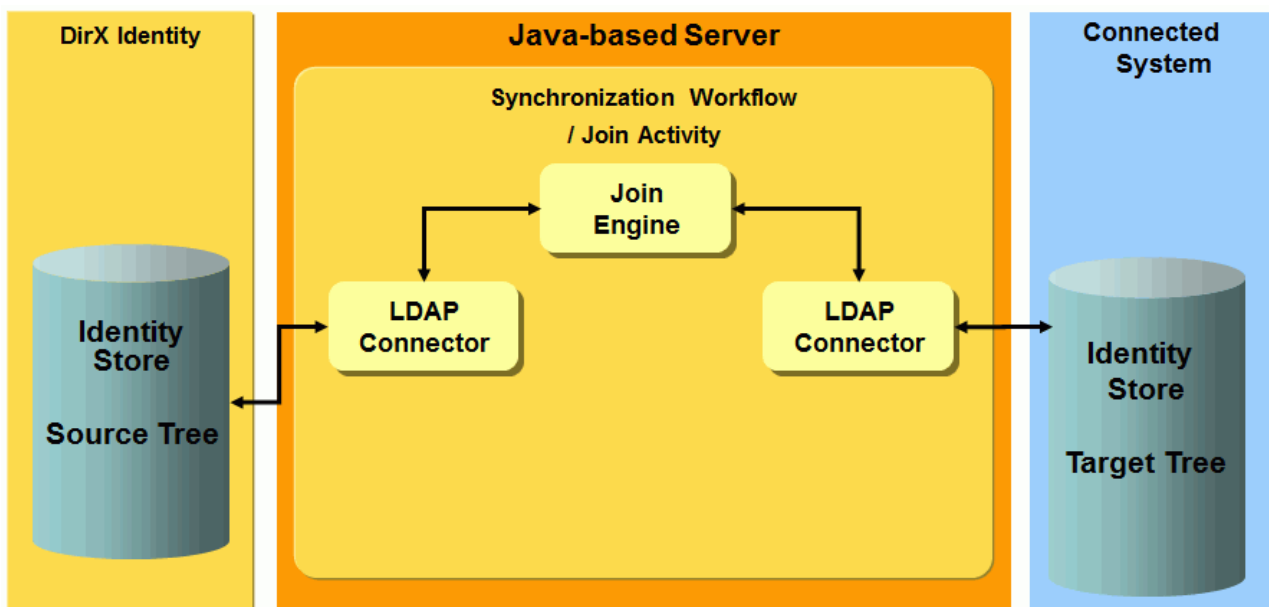 DirX Identity
Java-based Server
Connected
System
Synchronization Workflow
/ Join Activity
Join
Engine
LDAP
Connector
LDAP
Connector
Identity
Store
Source Tree
Identity
Store
Target Tree